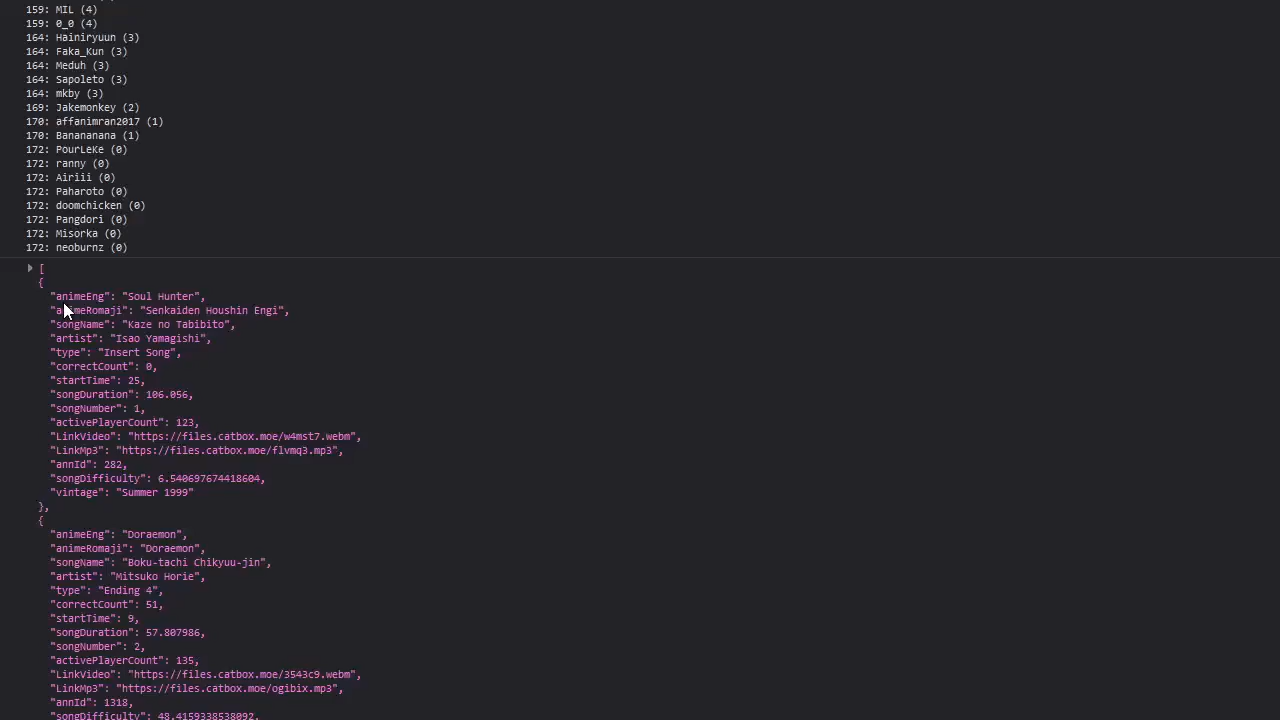 159: MIL (4)
159: 0_0 (4)
164: Hainiryuun (3)
164: Faka_Kun (3)
164: Meduh (3)
164: Sapoleto (3)
164: mkby (3)
169: Jakemonkey (2)
170: affanimran2017 (1)
170: Banananana (1)
172: PourLeKe (0)
172: ranny (0)
172: Airiii (0)
172: Paharoto (0)
172: doomchicken (0)
172: Pangdori (0)
172: Misorka (0)
172: neoburnz (0)
[
{
"animeEng": "Soul Hunter",
"animeRomaji": "Senkaiden Houshin Engi",
"songName": "Kaze no Tabibito",
"artist": "Isao Yamagishi",
"type": "Insert Song",
"correctCount": 0,
"startTime": 25,
"songDuration": 106.056,
"songNumber": 1,
"activePlayerCount": 123,
"LinkVideo": "https://files.catbox.moe/w4mst7.webm",
"LinkMp3": "https://files.catbox.moe/flvmq3.mp3",
"annId": 282,
"songDifficulty": 6.540697674418604,
"vintage": "Summer 1999"
},
{
"animeEng": "Doraemon",
"animeRomaji": "Doraemon",
"songName": "Boku-tachi Chikyuu-jin",
"artist": "Mitsuko Horie",
"type": "Ending 4",
"correctCount": 51,
"startTime": 9,
"songDuration": 57.807986,
"songNumber": 2,
"activePlayerCount": 135,
"LinkVideo": "https://files.catbox.moe/3543c9.webm",
"LinkMp3": "https://files.catbox.moe/ogibix.mp3",
"annId": 1318,
"songDifficulty": 48.4159338538092,